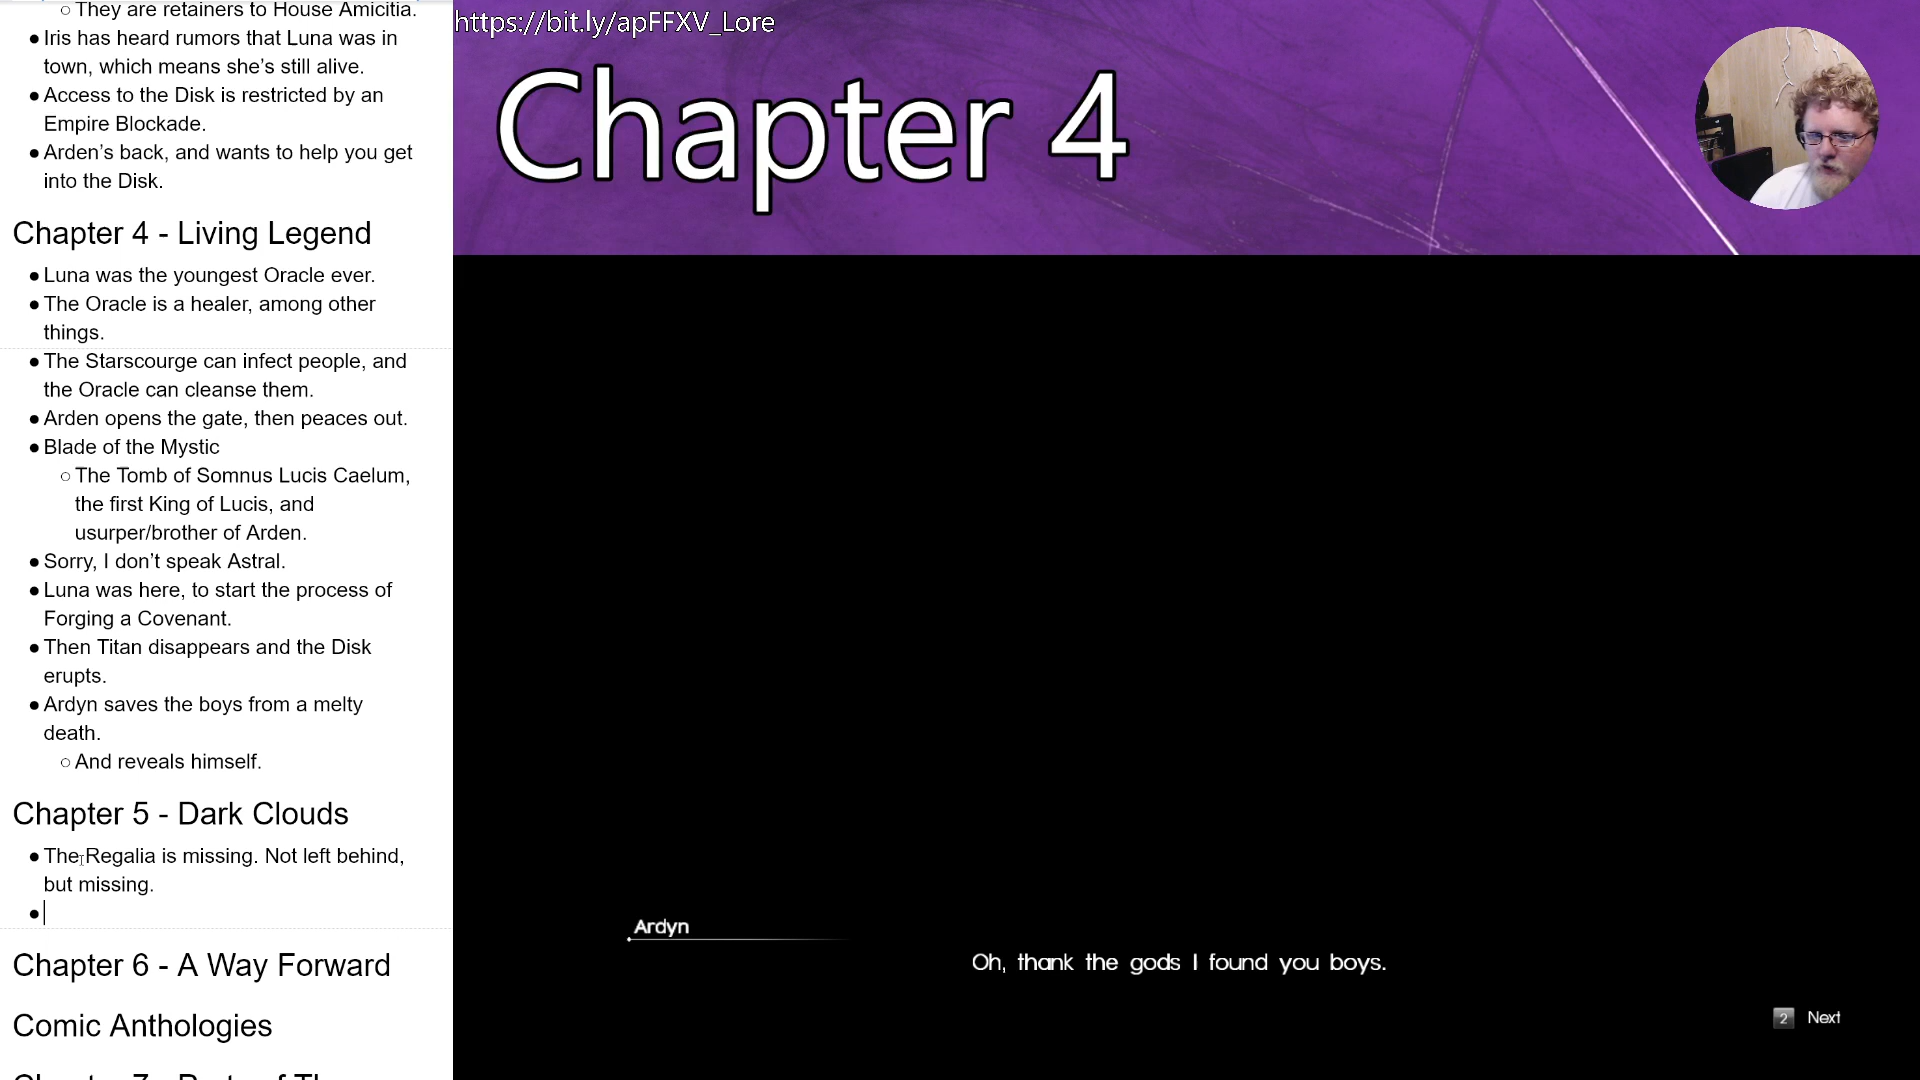 ○ They are retainers to House Amicitia.
● Iris has heard rumors that Luna was in
town, which means she’s still alive.
● Access to the Disk is restricted by an
Empire Blockade.
● Arden’s back, and wants to help you get
into the Disk.
Chapter 4 - Living Legend
● Luna was the youngest Oracle ever.
● The Oracle is a healer, among other
things.
● The Starscourge can infect people, and
the Oracle can cleanse them.
● Arden opens the gate, then peaces out.
● Blade of the Mystic
○ The Tomb of Somnus Lucis Caelum,
the first King of Lucis, and
usurper/brother of Arden.
● Sorry, I don’t speak Astral.
● Luna was here, to start the process of
Forging a Covenant.
● Then Titan disappears and the Disk
erupts.
● Ardyn saves the boys from a melty
death.
○ And reveals himself.
Chapter 5 - Dark Clouds
● The Regalia is missing. Not left behind,
but missing.
●
Chapter 6 - A Way Forward
Comic Anthologies
https://bit.ly/apFFXV_Lore
Chapter 4
Ardyn
Oh, thank the gods I found you boys.
2 Next